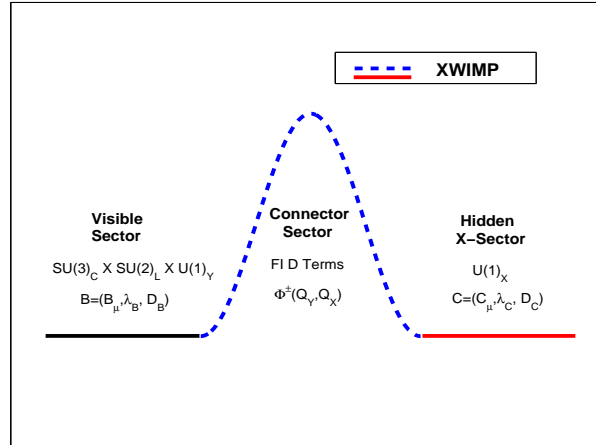 XWIMP
Visible
Sector
SU(3)_C X SU(2)_L X U(1)_Y
B=(B_μ,λ_B, D_B)
Connector
Sector
FI D Terms
Φ^±(Q_Y,Q_X)
Hidden
X−Sector
U(1)_X
C=(C_μ,λ_C, D_C)